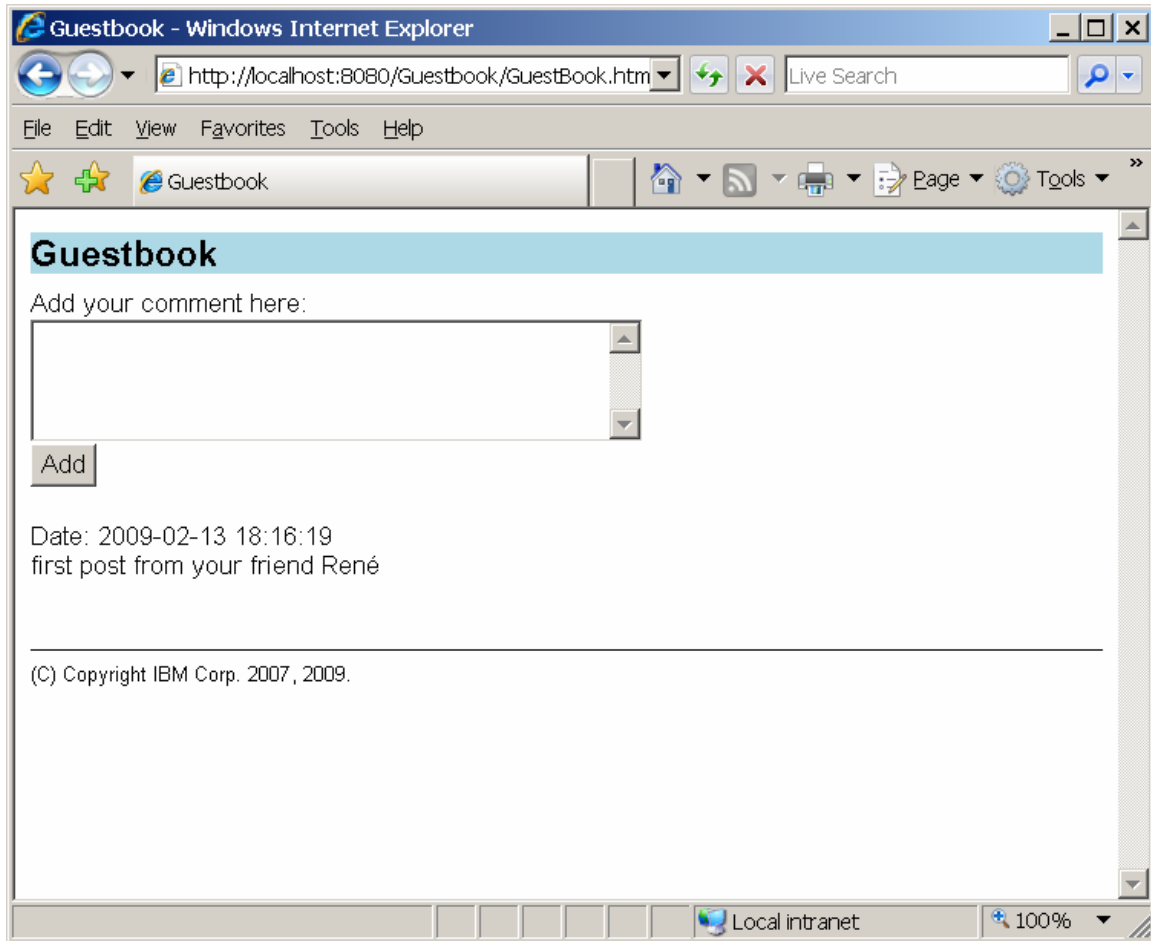 Guestbook - Windows Internet Explorer
http://localhost:8080/Guestbook/GuestBook.htm
Live Search
File Edit View Favorites Tools Help
Guestbook
Page Tools »
Guestbook
Add your comment here:
Add
Date: 2009-02-13 18:16:19
first post from your friend René
(C) Copyright IBM Corp. 2007, 2009.
Local intranet 100%